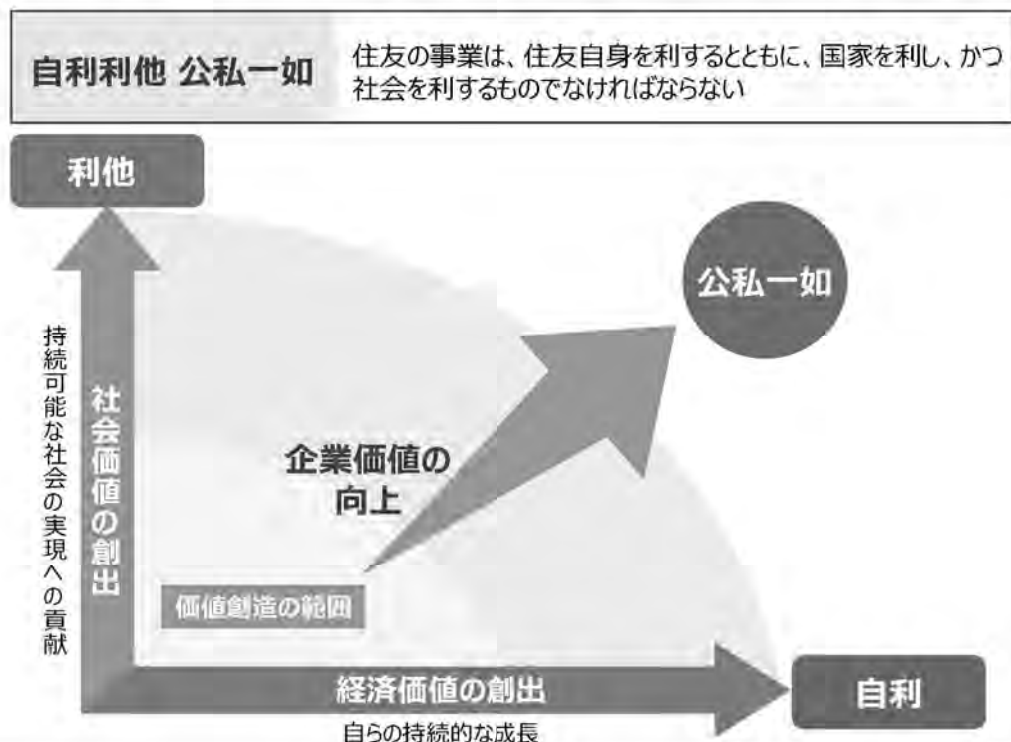 自利利他 公私一如
住友の事業は、住友自身を利するとともに、国家を利し、かつ
社会を利するものでなければならない
利他
公私一如
持続可能な社会の実現への貢献
社会価値の創出
企業価値の
向上
価値創造の範囲
経済価値の創出
自利
自らの持続的な成長